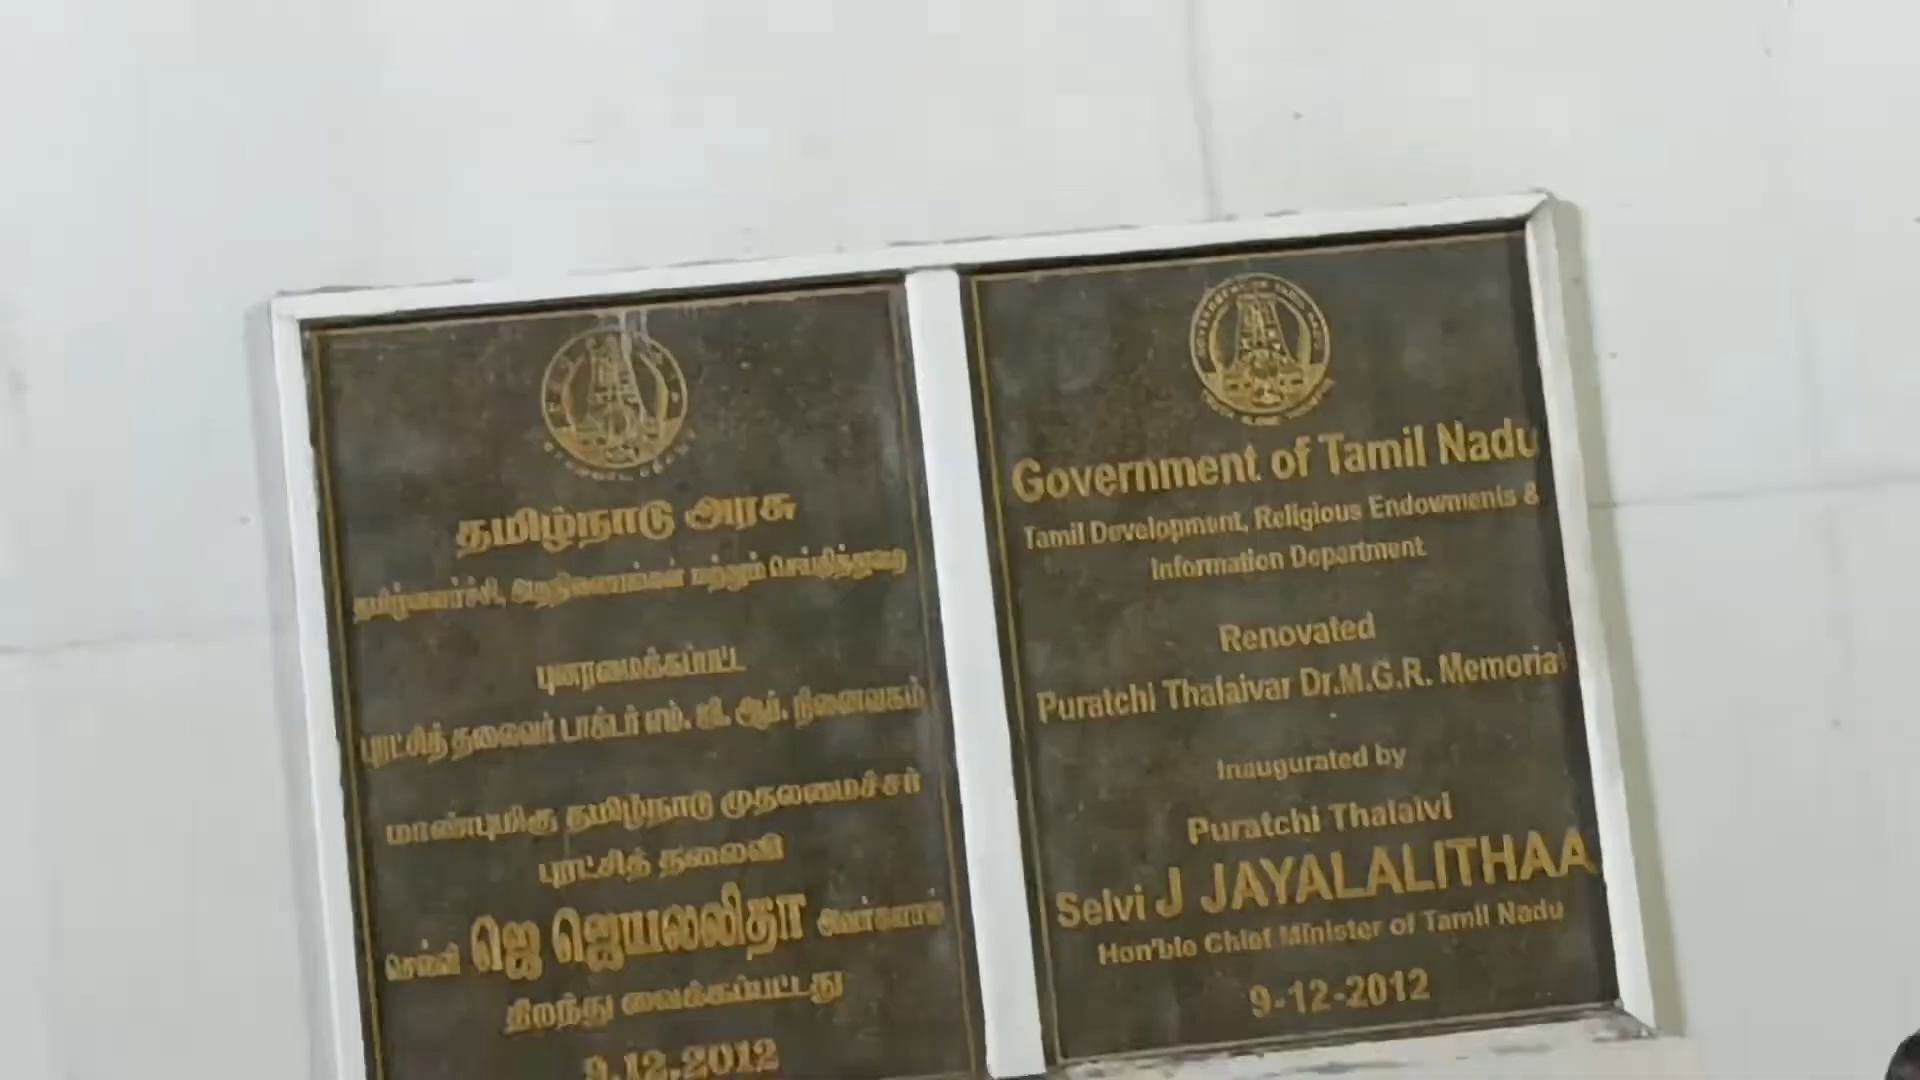 தமிழ்நாடு அரசு
தமிழ்வளர்ச்சி, அறநிலையங்கள் மற்றும் செய்தித்துறை
புனரமைக்கப்பட்ட
புரட்சித் தலைவர் டாக்டர் எம். ஜி. ஆர். நினைவகம்
மாண்புமிகு தமிழ்நாடு முதலமைச்சர்
புரட்சித் தலைவி
செல்வி ஜெ ஜெயலலிதா அவர்களால்
திறந்து வைக்கப்பட்டது
9.12.2012
Government of Tamil Nadu
Tamil Development, Religious Endowments &
Information Department
Renovated
Puratchi Thalaivar Dr.M.G.R. Memorial
Inaugurated by
Puratchi Thalaivi
Selvi J JAYALALITHAA
Hon'ble Chief Minister of Tamil Nadu
9-12-2012